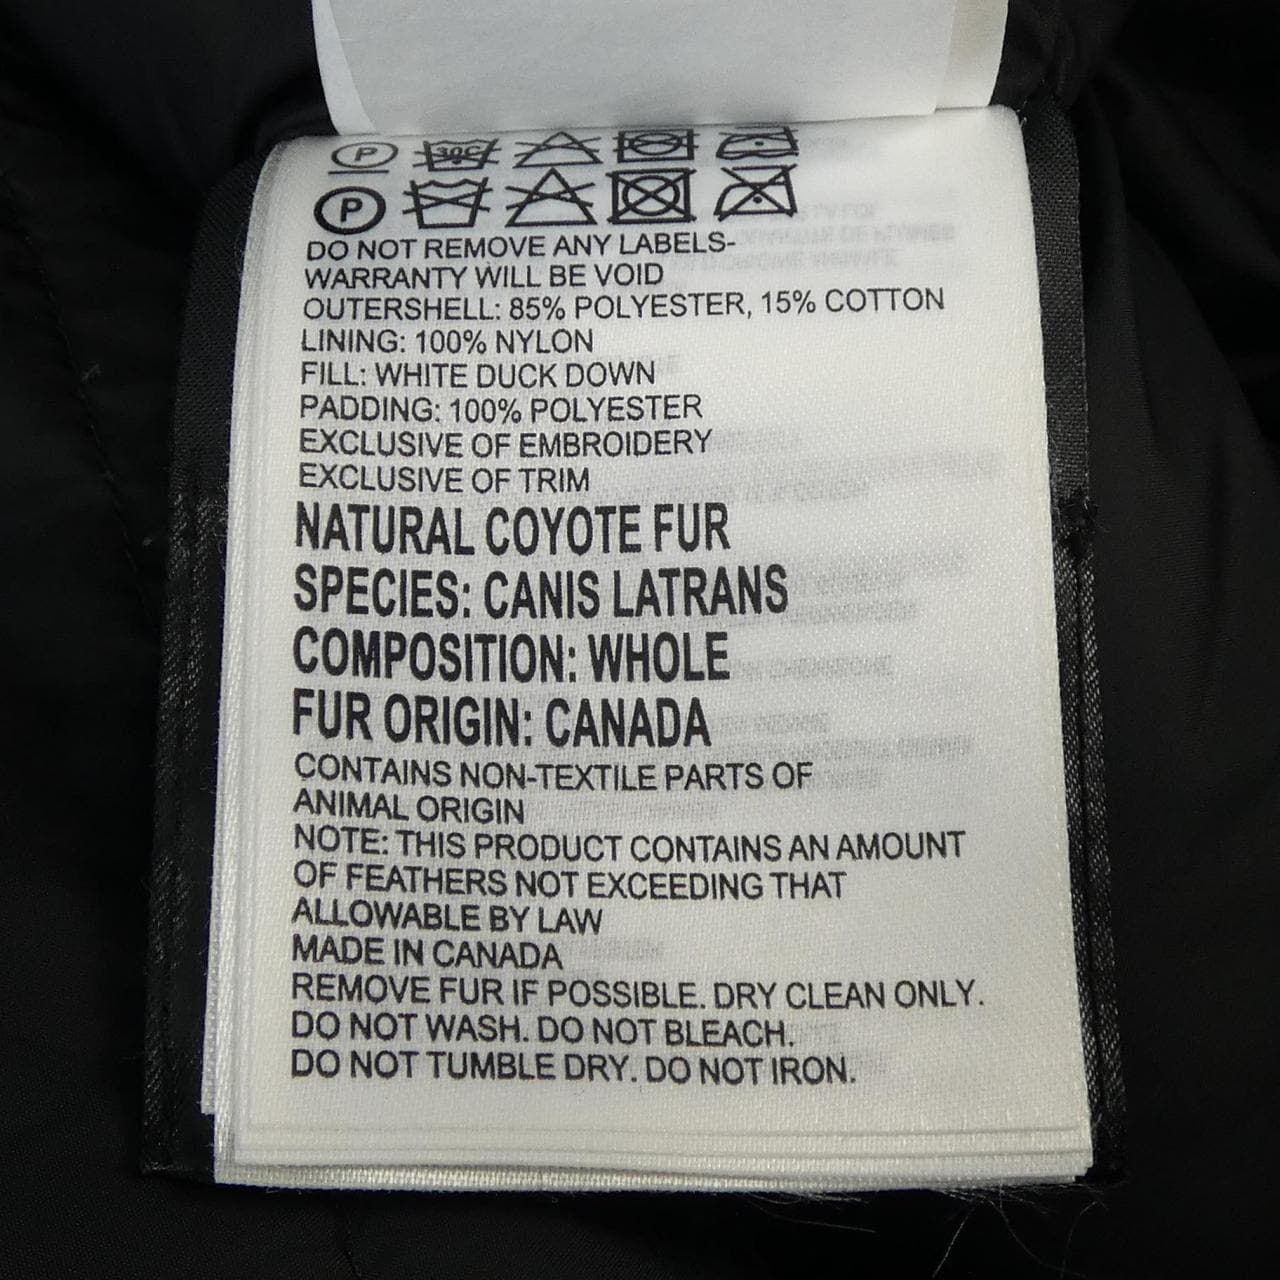 P 30C
P
DO NOT REMOVE ANY LABELS-
WARRANTY WILL BE VOID
OUTERSHELL: 85% POLYESTER, 15% COTTON
LINING: 100% NYLON
FILL: WHITE DUCK DOWN
PADDING: 100% POLYESTER
EXCLUSIVE OF EMBROIDERY
EXCLUSIVE OF TRIM
NATURAL COYOTE FUR
SPECIES: CANIS LATRANS
COMPOSITION: WHOLE
FUR ORIGIN: CANADA
CONTAINS NON-TEXTILE PARTS OF
ANIMAL ORIGIN
NOTE: THIS PRODUCT CONTAINS AN AMOUNT
OF FEATHERS NOT EXCEEDING THAT
ALLOWABLE BY LAW
MADE IN CANADA
REMOVE FUR IF POSSIBLE. DRY CLEAN ONLY.
DO NOT WASH. DO NOT BLEACH.
DO NOT TUMBLE DRY. DO NOT IRON.